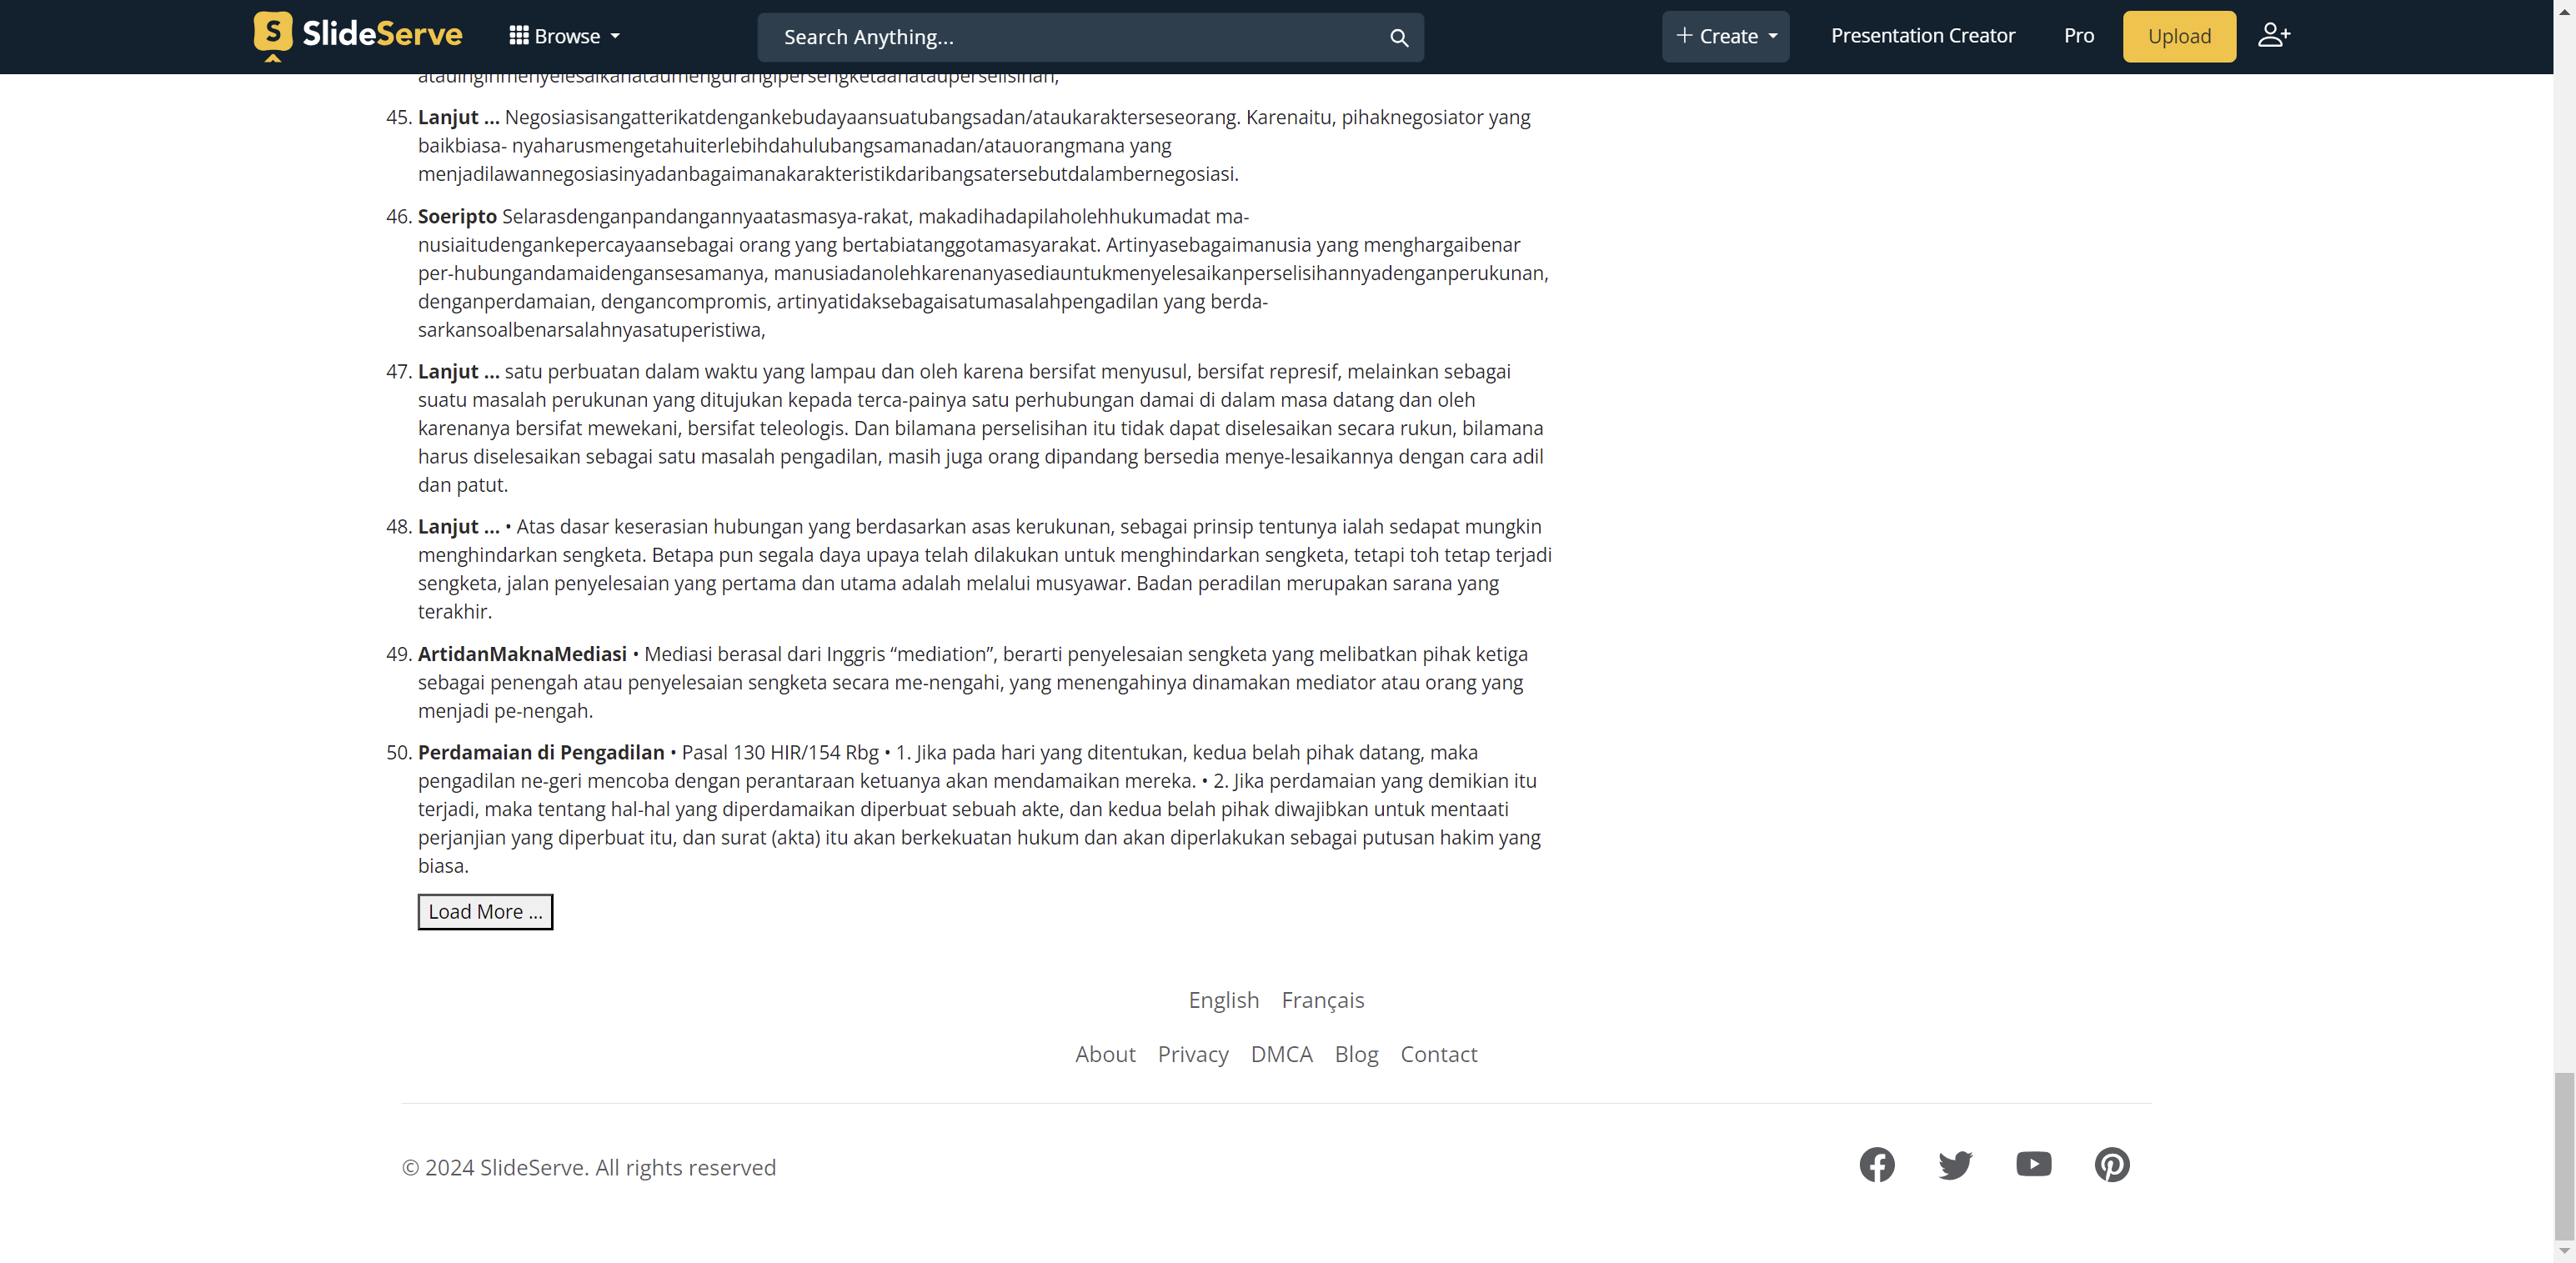 SlideServe
Browse
Search Anything...
Create
Presentation Creator
Pro
Upload
atauinginmenyelesaikanataumengurangipersengketaanatauperselisihan,
45. Lanjut ... Negosiasisangatterikatdengankebudayaansuatubangsadan/ataukarakterseseorang. Karenaitu, pihaknegosiator yang
baikbiasa- nyaharusmengetahuiterlebihdahulubangsamanadan/atauorangmana yang
menjadilawannegosiasinyadanbagaimanakarakteristikdaribangsatersebutdalambernegosiasi.
46. Soeripto Selarasdenganpandangannyaatasmasya-rakat, makadihadapilaholehhukumadat ma-
nusiaitudengankepercayaansebagai orang yang bertabiatanggotamasyarakat. Artinyasebagaimanusia yang menghargaibenar
per-hubungandamaidengansesamanya, manusiadanolehkarenanyasediauntukmenyelesaikanperselisihannyadenganperukunan,
denganperdamaian, dengancompromis, artinyatidaksebagaisatumasalahpengadilan yang berda-
sarkansoalbenarsalahnyasatuperistiwa,
47. Lanjut ... satu perbuatan dalam waktu yang lampau dan oleh karena bersifat menyusul, bersifat represif, melainkan sebagai
suatu masalah perukunan yang ditujukan kepada terca-painya satu perhubungan damai di dalam masa datang dan oleh
karenanya bersifat mewekani, bersifat teleologis. Dan bilamana perselisihan itu tidak dapat diselesaikan secara rukun, bilamana
harus diselesaikan sebagai satu masalah pengadilan, masih juga orang dipandang bersedia menye-lesaikannya dengan cara adil
dan patut.
48. Lanjut ... • Atas dasar keserasian hubungan yang berdasarkan asas kerukunan, sebagai prinsip tentunya ialah sedapat mungkin
menghindarkan sengketa. Betapa pun segala daya upaya telah dilakukan untuk menghindarkan sengketa, tetapi toh tetap terjadi
sengketa, jalan penyelesaian yang pertama dan utama adalah melalui musyawar. Badan peradilan merupakan sarana yang
terakhir.
49. ArtidanMaknaMediasi • Mediasi berasal dari Inggris “mediation”, berarti penyelesaian sengketa yang melibatkan pihak ketiga
sebagai penengah atau penyelesaian sengketa secara me-nengahi, yang menengahinya dinamakan mediator atau orang yang
menjadi pe-nengah.
50. Perdamaian di Pengadilan • Pasal 130 HIR/154 Rbg • 1. Jika pada hari yang ditentukan, kedua belah pihak datang, maka
pengadilan ne-geri mencoba dengan perantaraan ketuanya akan mendamaikan mereka. • 2. Jika perdamaian yang demikian itu
terjadi, maka tentang hal-hal yang diperdamaikan diperbuat sebuah akte, dan kedua belah pihak diwajibkan untuk mentaati
perjanjian yang diperbuat itu, dan surat (akta) itu akan berkekuatan hukum dan akan diperlakukan sebagai putusan hakim yang
biasa.
Load More ...
English Français
About Privacy DMCA Blog Contact
© 2024 SlideServe. All rights reserved